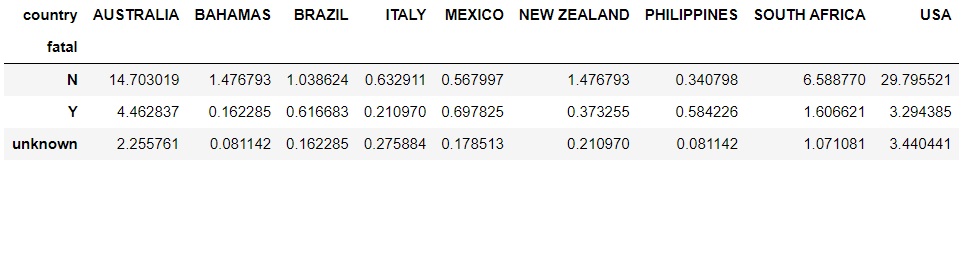 country AUSTRALIA BAHAMAS BRAZIL ITALY MEXICO NEW ZEALAND PHILIPPINES SOUTH AFRICA USA
fatal
N 14.703019 1.476793 1.038624 0.632911 0.567997 1.476793 0.340798 6.588770 29.795521
Y 4.462837 0.162285 0.616683 0.210970 0.697825 0.373255 0.584226 1.606621 3.294385
unknown 2.255761 0.081142 0.162285 0.275884 0.178513 0.210970 0.081142 1.071081 3.440441